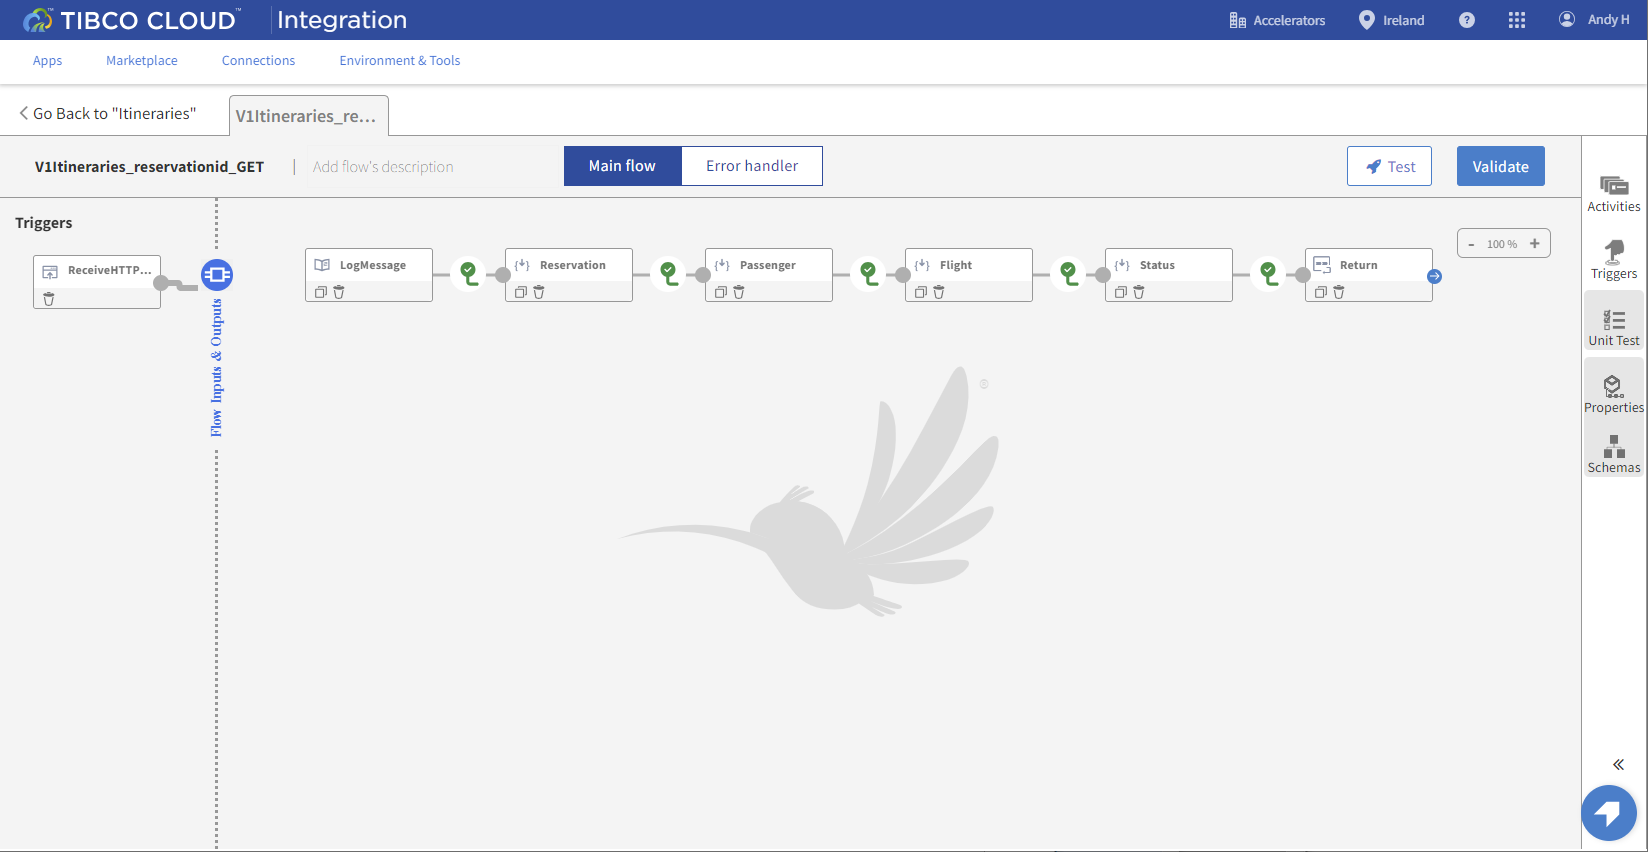 TIBCO CLOUD™ Integration
Accelerators
Ireland
?
Andy H
Apps
Marketplace
Connections
Environment & Tools
Go Back to "Itineraries"
V1Itineraries_re...
V1Itineraries_reservationid_GET
Add flow's description
Main flow
Error handler
Test
Validate
Triggers
ReceiveHTTP...
Flow Inputs & Outputs
LogMessage
Reservation
Passenger
Flight
Status
Return
- 100 % +
®
Activities
Triggers
Unit Test
Properties
Schemas